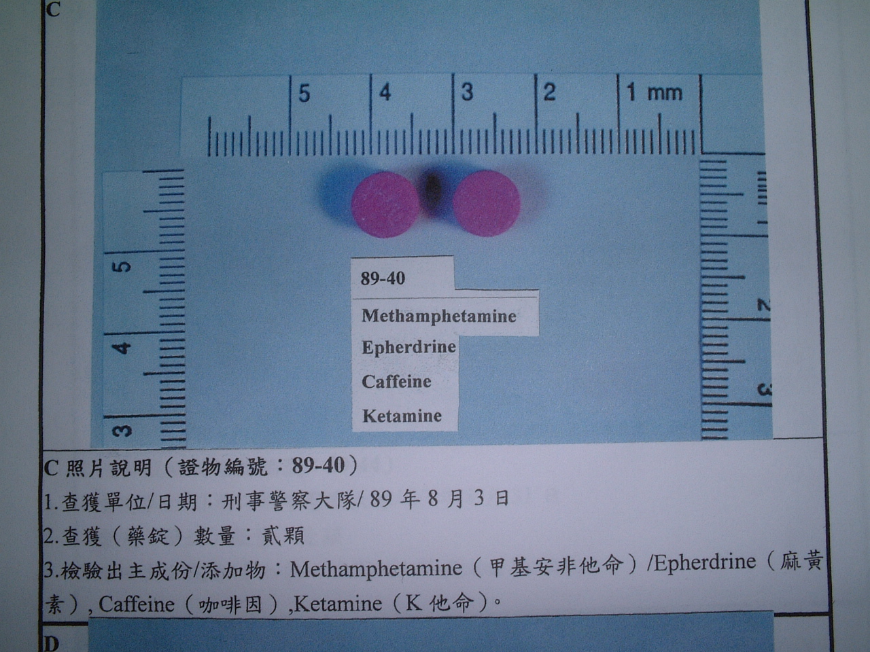 C
5 4 3 2 1 mm
5
4
3
2
3
89-40
Methamphetamine
Epherdrine
Caffeine
Ketamine
C 照片說明（證物編號：89-40）
1.查獲單位/日期：刑事警察大隊/ 89 年 8 月 3 日
2.查獲（藥錠）數量：貳顆
3.檢驗出主成份/添加物：Methamphetamine（甲基安非他命）/Epherdrine（麻黃
素）, Caffeine（咖啡因）,Ketamine（K 他命）。
D